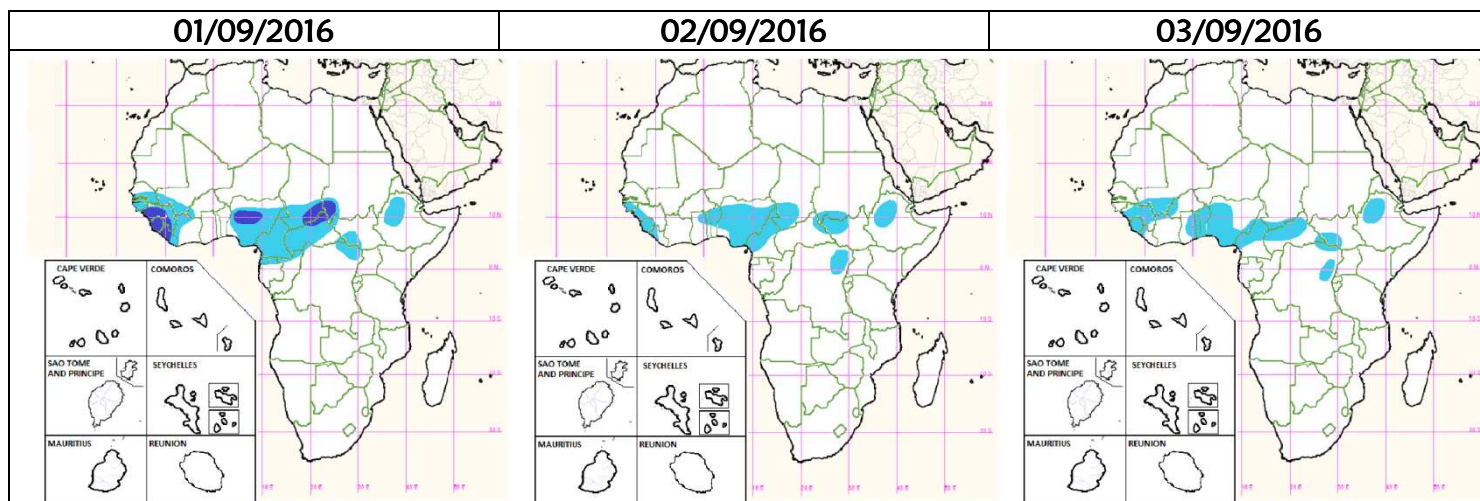 01/09/2016
02/09/2016
03/09/2016
CAPE VERDE
COMOROS
SAO TOME
AND PRINCIPE
SEYCHELLES
MAURITIUS
REUNION
CAPE VERDE
COMOROS
SAO TOME
AND PRINCIPE
SEYCHELLES
MAURITIUS
REUNION
CAPE VERDE
COMOROS
SAO TOME
AND PRINCIPE
SEYCHELLES
MAURITIUS
REUNION